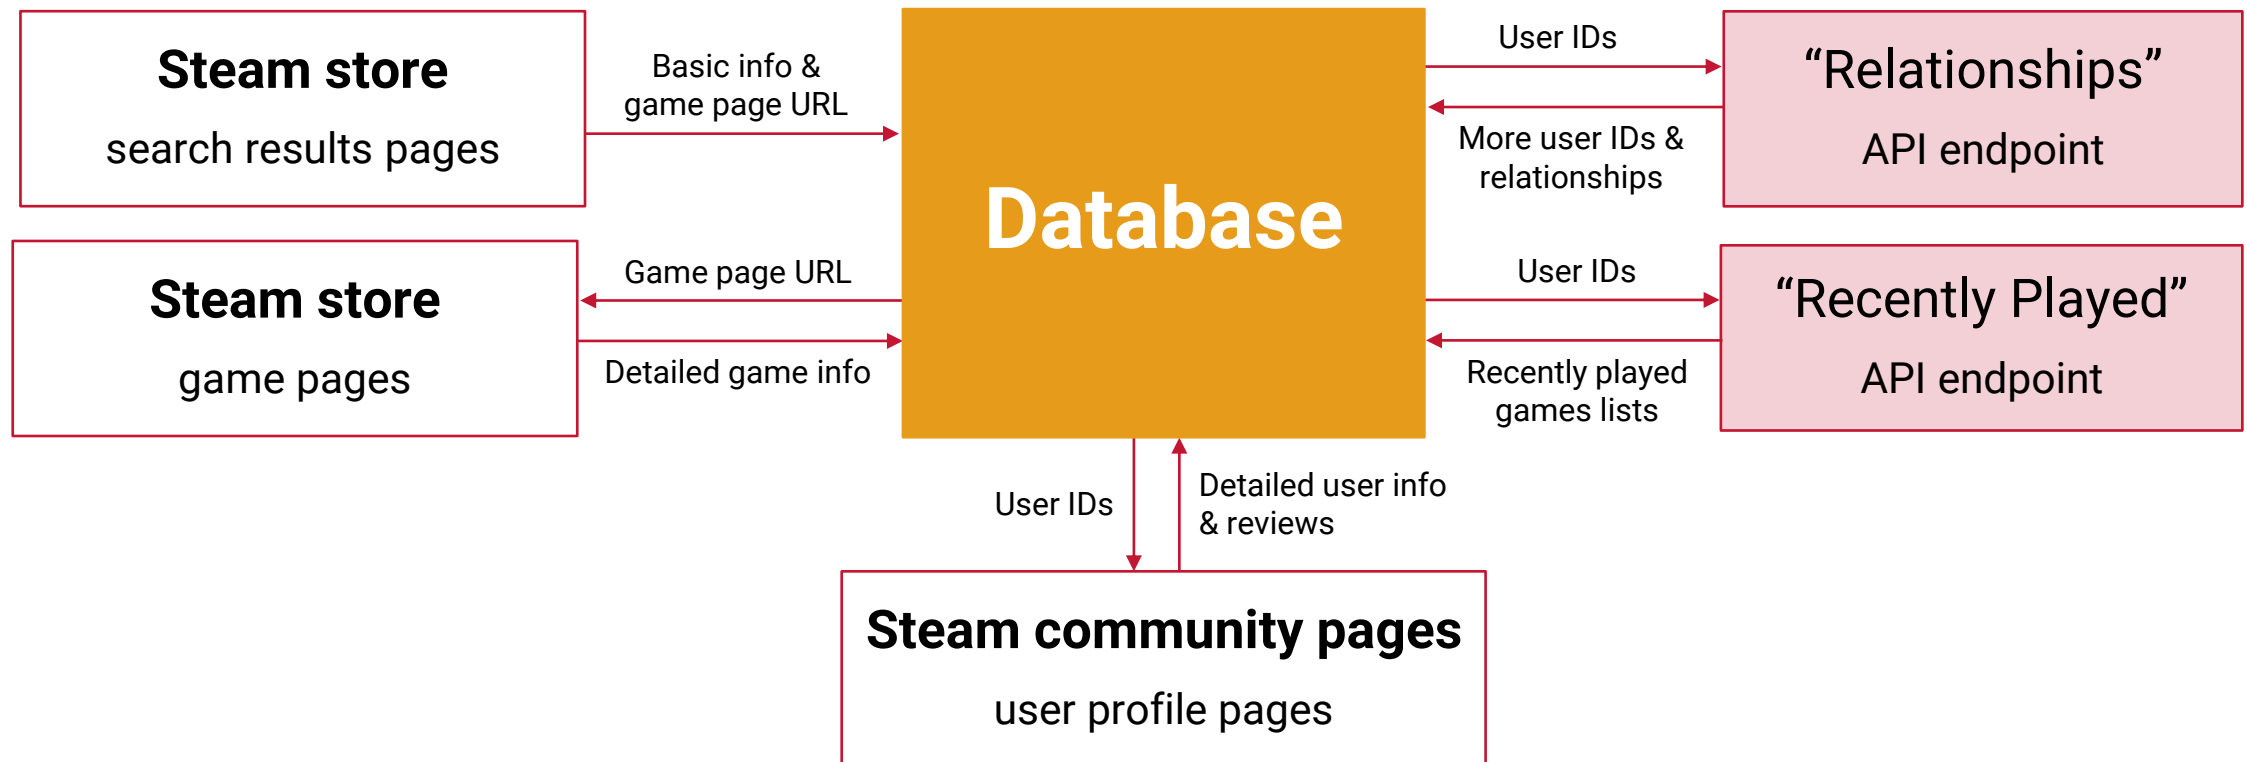 Steam store
search results pages
Basic info &
game page URL
Steam store
game pages
Game page URL
Detailed game info
Database
User IDs
More user IDs &
relationships
“Relationships”
API endpoint
User IDs
Recently played
games lists
“Recently Played”
API endpoint
User IDs
Detailed user info
& reviews
Steam community pages
user profile pages